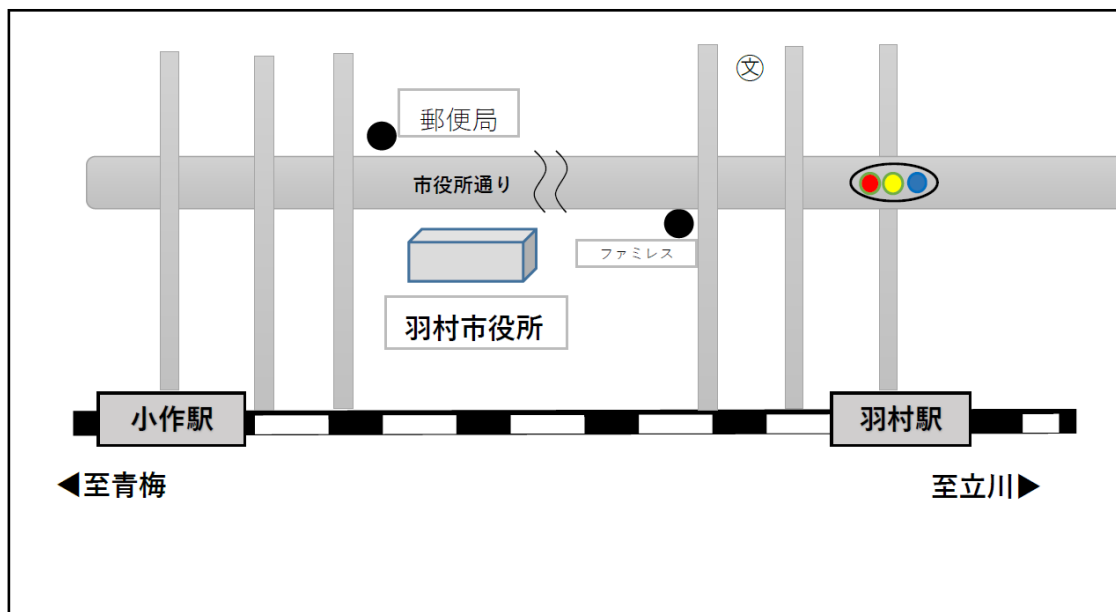 文
郵便局
市役所通り
ファミレス
羽村市役所
小作駅
羽村駅
◀至青梅
至立川▶